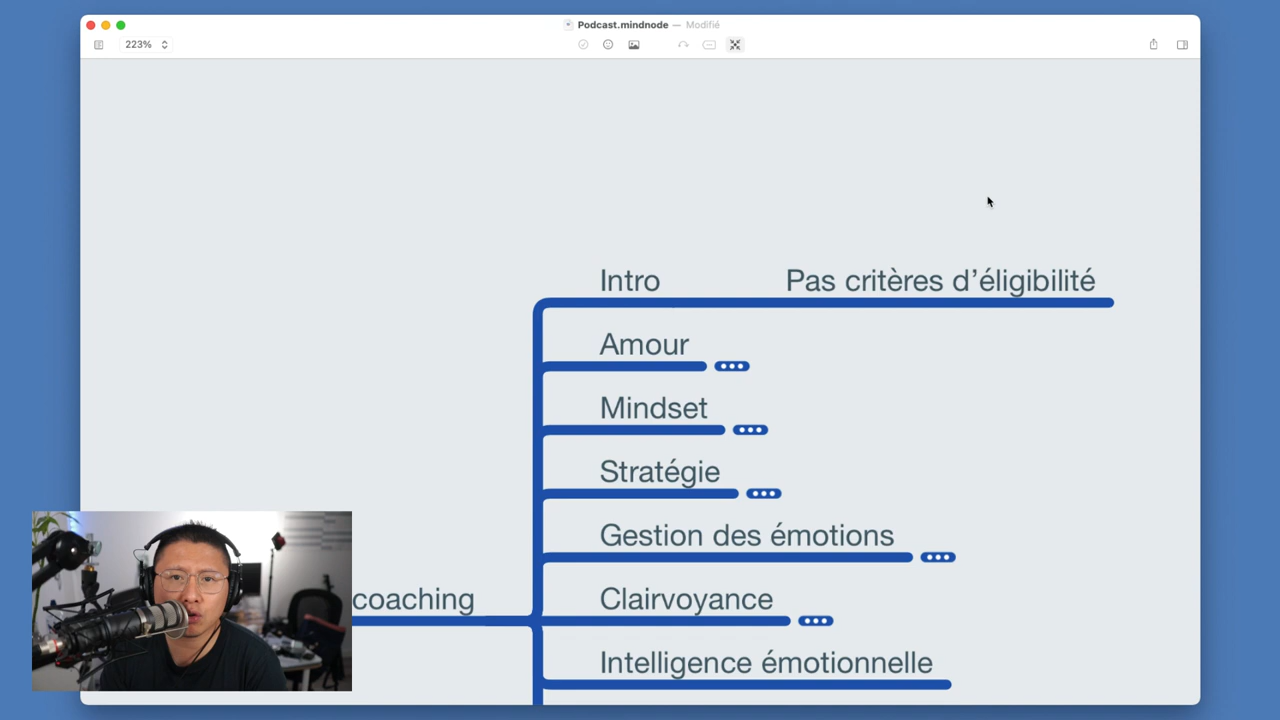 Podcast.mindnode — Modifié
223%
Intro Pas critères d’éligibilité
Amour
Mindset
Stratégie
Gestion des émotions
coaching Clairvoyance
Intelligence émotionnelle